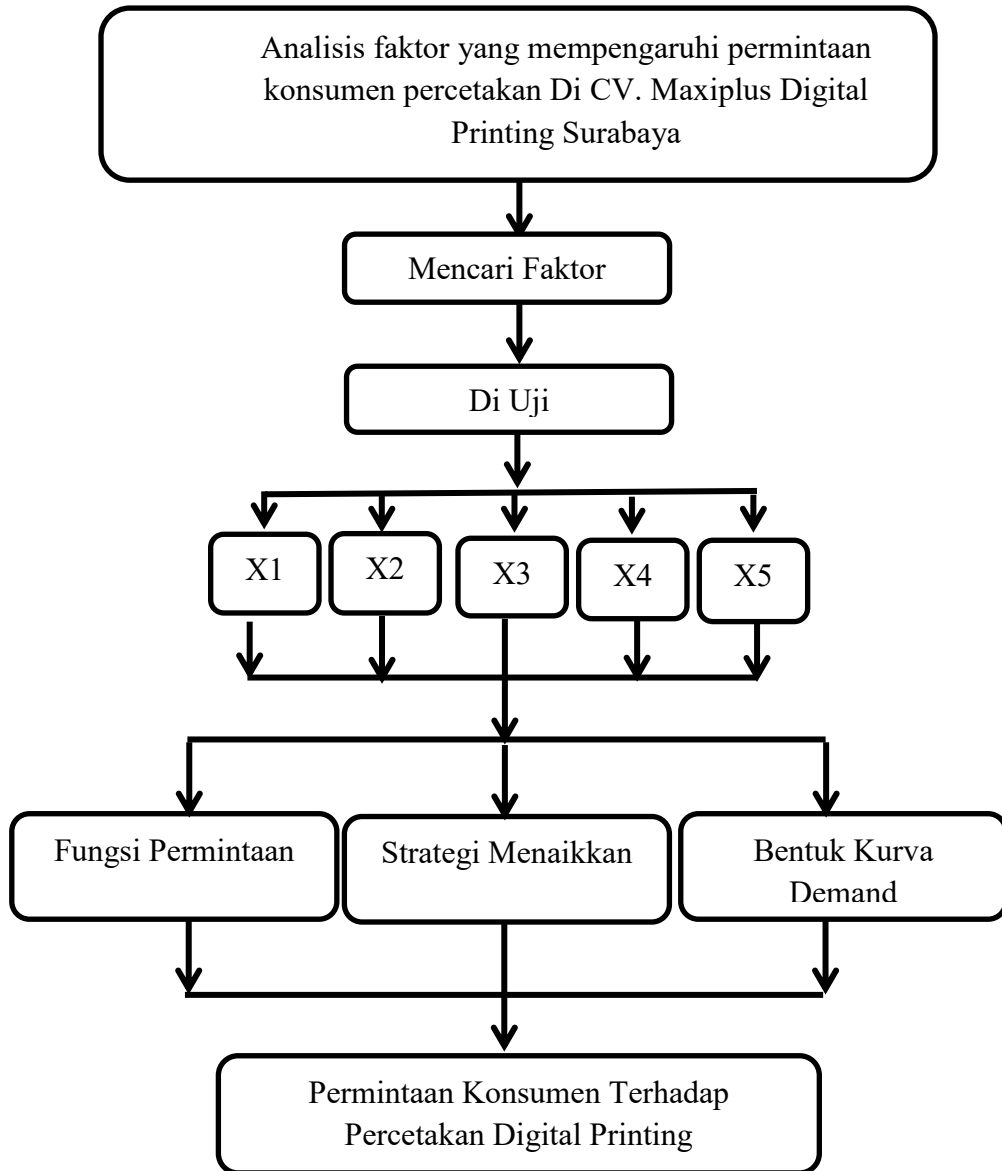 Analisis faktor yang mempengaruhi permintaan
konsumen percetakan Di CV. Maxiplus Digital
Printing Surabaya
Mencari Faktor
Di Uji
X1 X2 X3 X4 X5
Fungsi Permintaan
Strategi Menaikkan
Bentuk Kurva
Demand
Permintaan Konsumen Terhadap
Percetakan Digital Printing